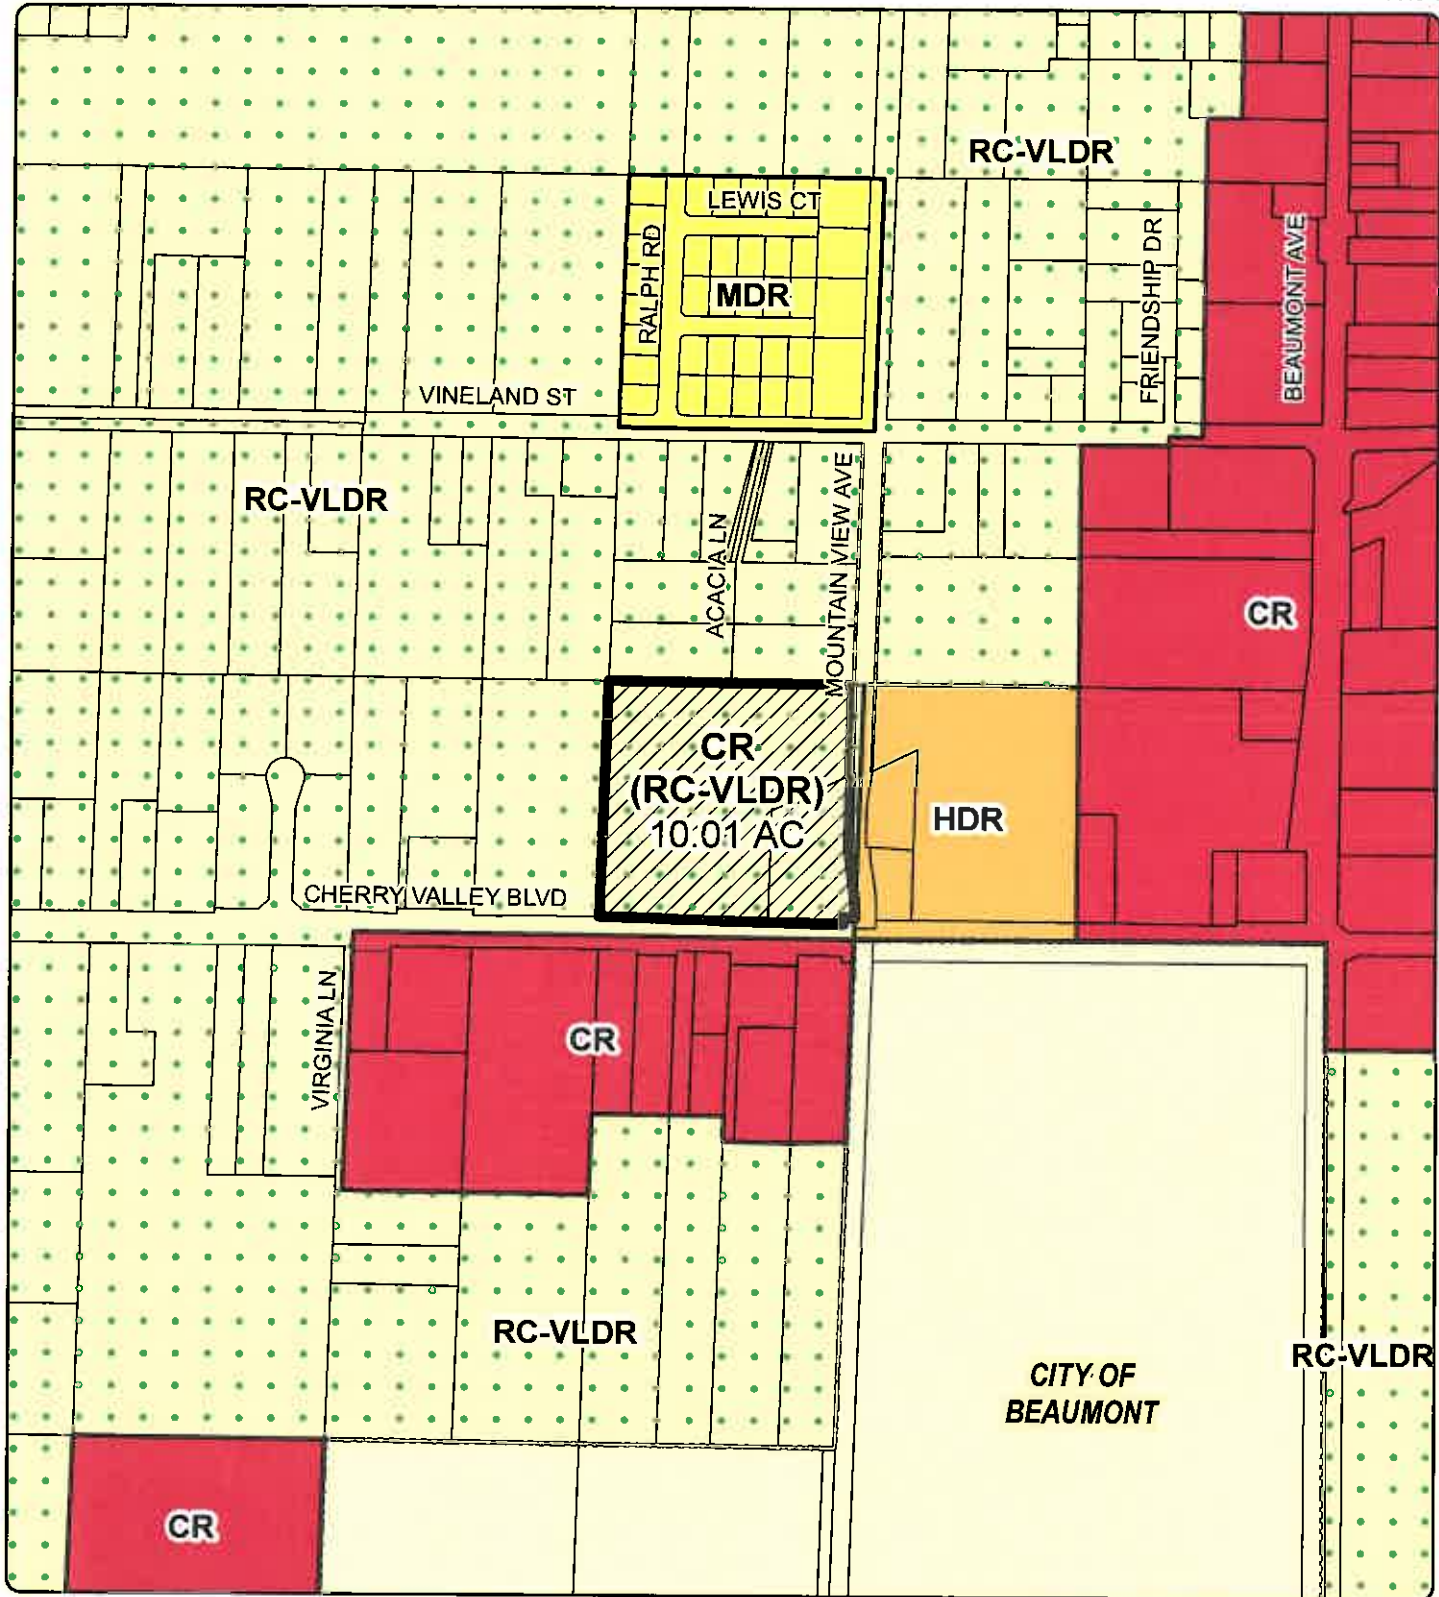 RC-VLDR
LEWIS CT
RALPH RD
MDR
FRIENDSHIP DR
BEAUMONT AVE
VINELAND ST
RC-VLDR
ACACIA LN
MOUNTAIN VIEW AVE
CR
CR
(RC-VLDR)
10.01 AC
HDR
CHERRY VALLEY BLVD
VIRGINIA LN
CR
RC-VLDR
RC-VLDR
CITY OF
BEAUMONT
CR